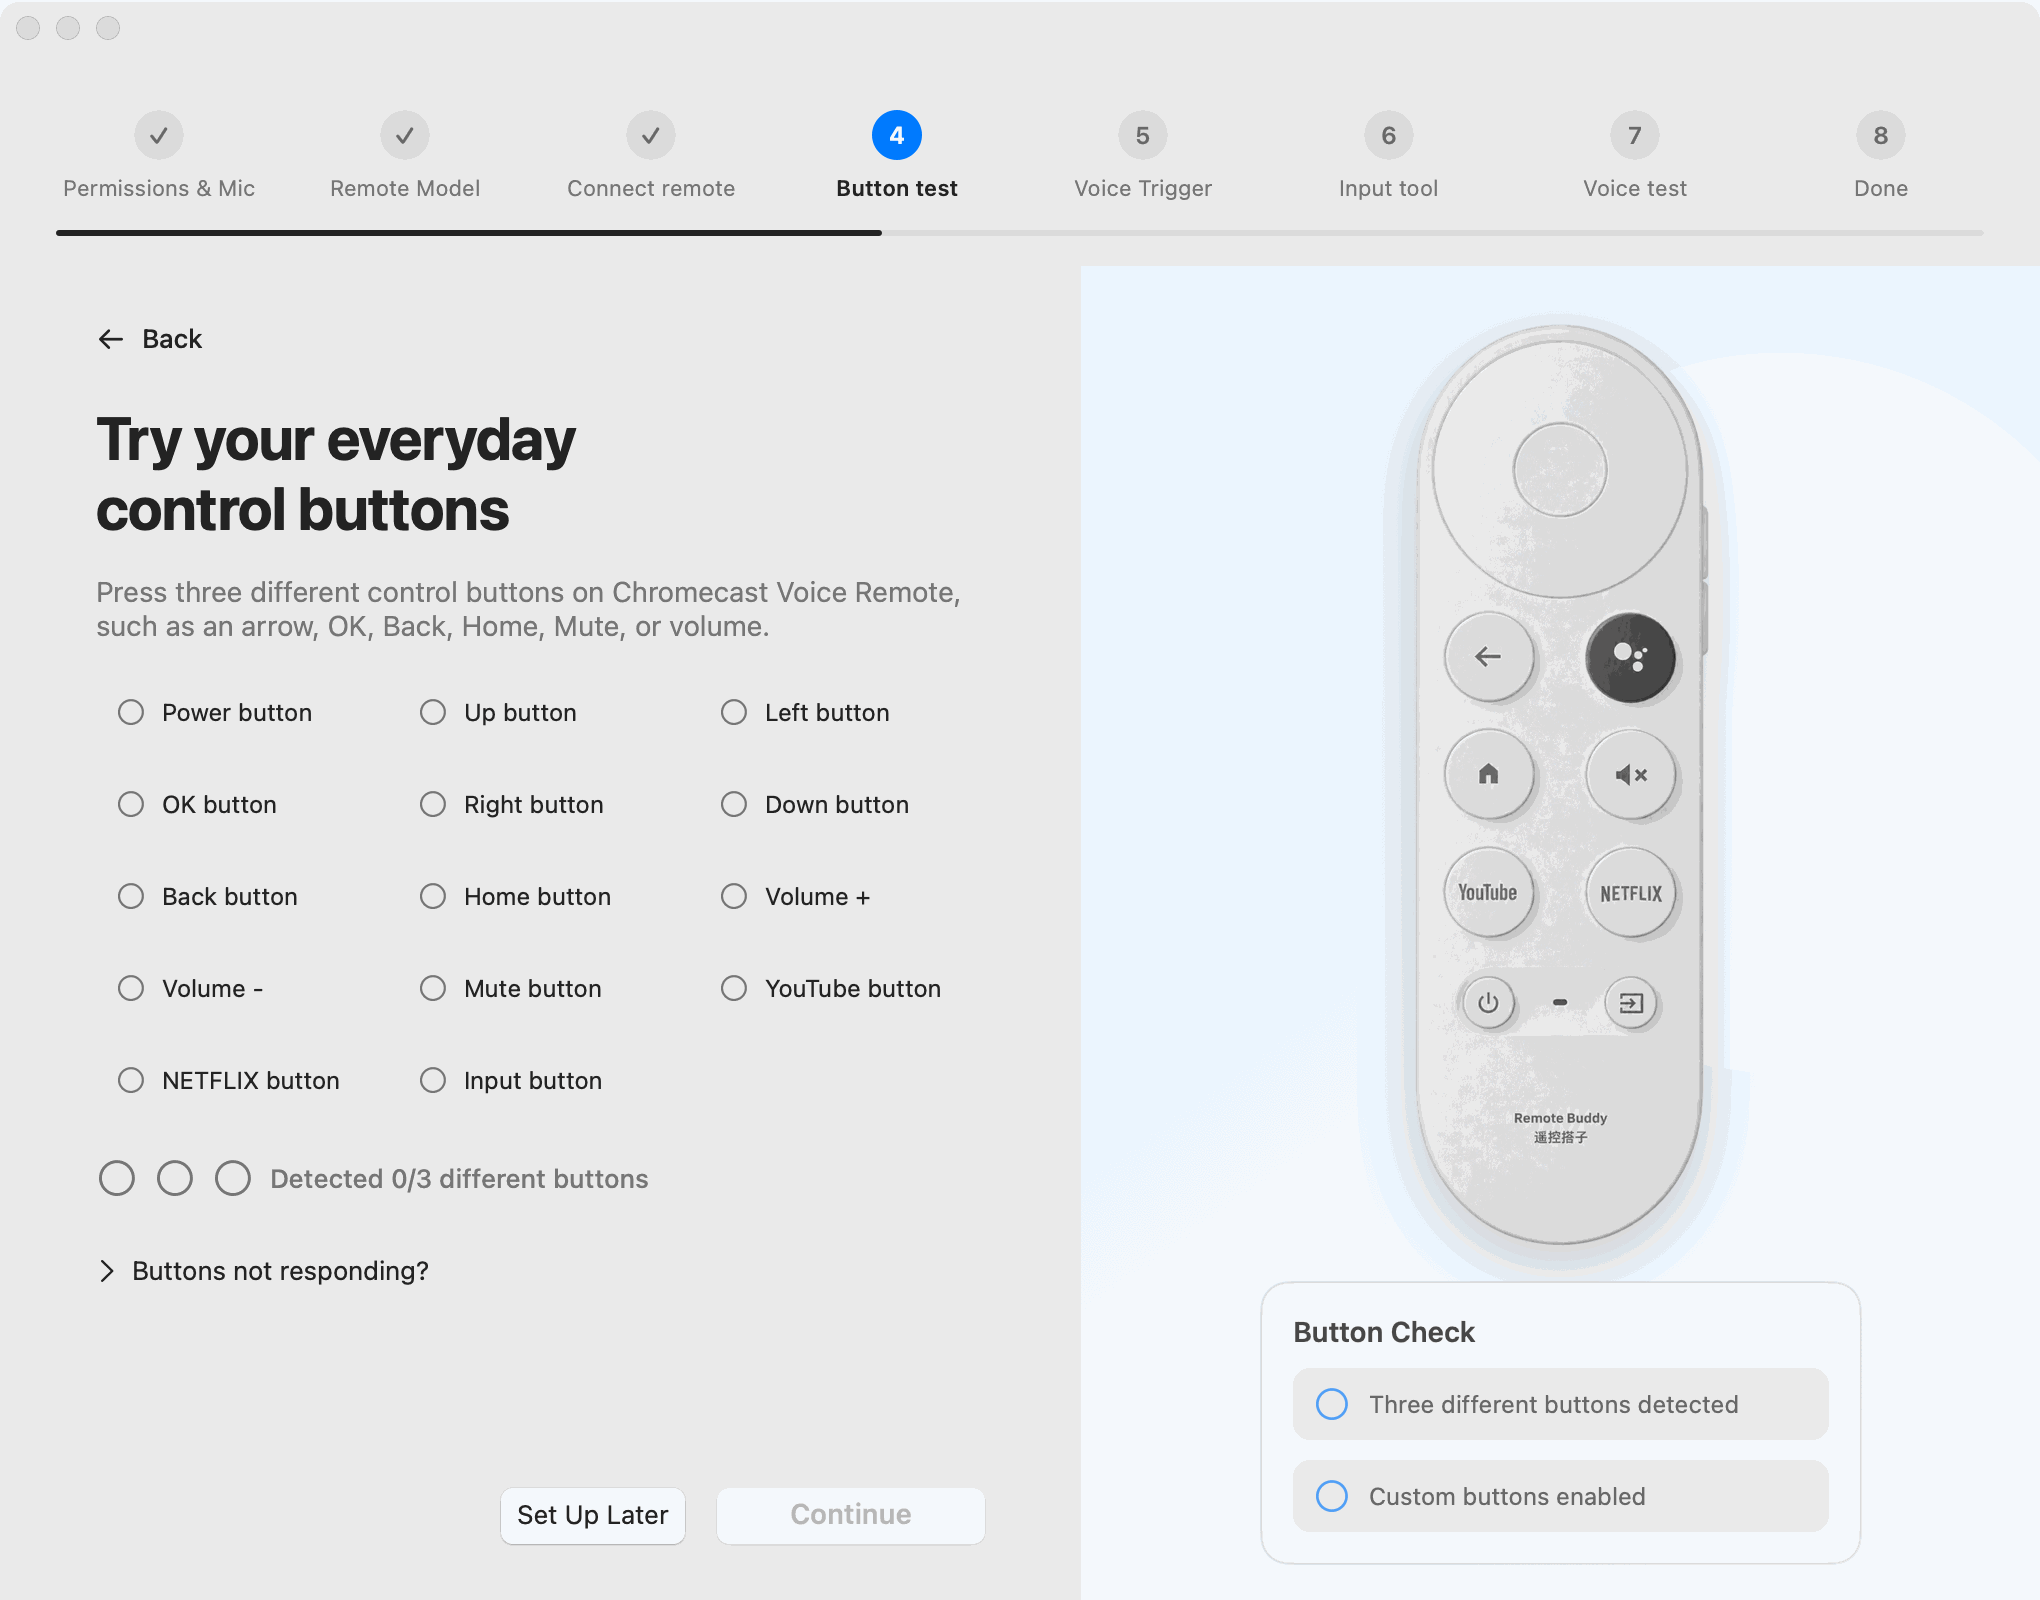 4
5
6
7
8
Permissions & Mic
Remote Model
Connect remote
Button test
Voice Trigger
Input tool
Voice test
Done
Back
Try your everyday
control buttons
Press three different control buttons on Chromecast Voice Remote,
such as an arrow, OK, Back, Home, Mute, or volume.
Power button
Up button
Left button
OK button
Right button
Down button
Back button
Home button
Volume +
Volume -
Mute button
YouTube button
NETFLIX button
Input button
Detected 0/3 different buttons
Buttons not responding?
Set Up Later
Continue
YouTube
NETFLIX
Remote Buddy
遥控搭子
Button Check
Three different buttons detected
Custom buttons enabled